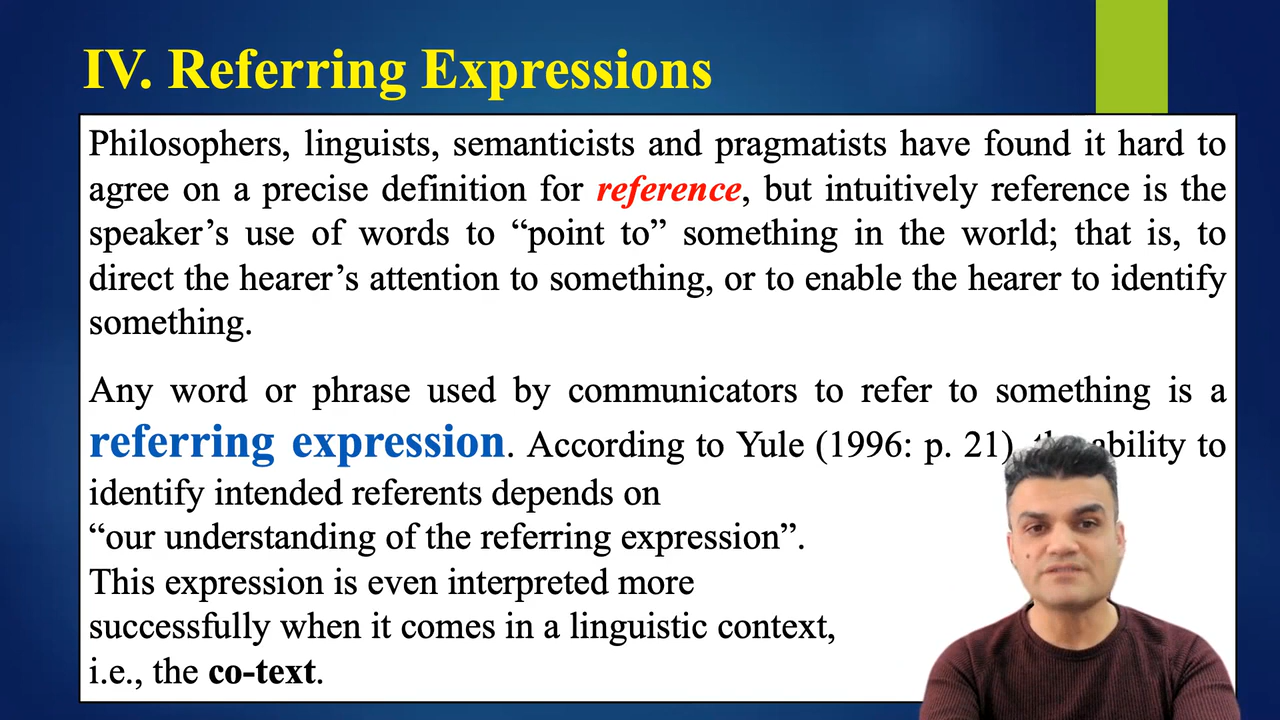 IV. Referring Expressions
Philosophers, linguists, semanticists and pragmatists have found it hard to
agree on a precise definition for reference, but intuitively reference is the
speaker’s use of words to “point to” something in the world; that is, to
direct the hearer’s attention to something, or to enable the hearer to identify
something.
Any word or phrase used by communicators to refer to something is a
referring expression. According to Yule (1996: p. 21), ability to
identify intended referents depends on
“our understanding of the referring expression”.
This expression is even interpreted more
successfully when it comes in a linguistic context,
i.e., the co-text.